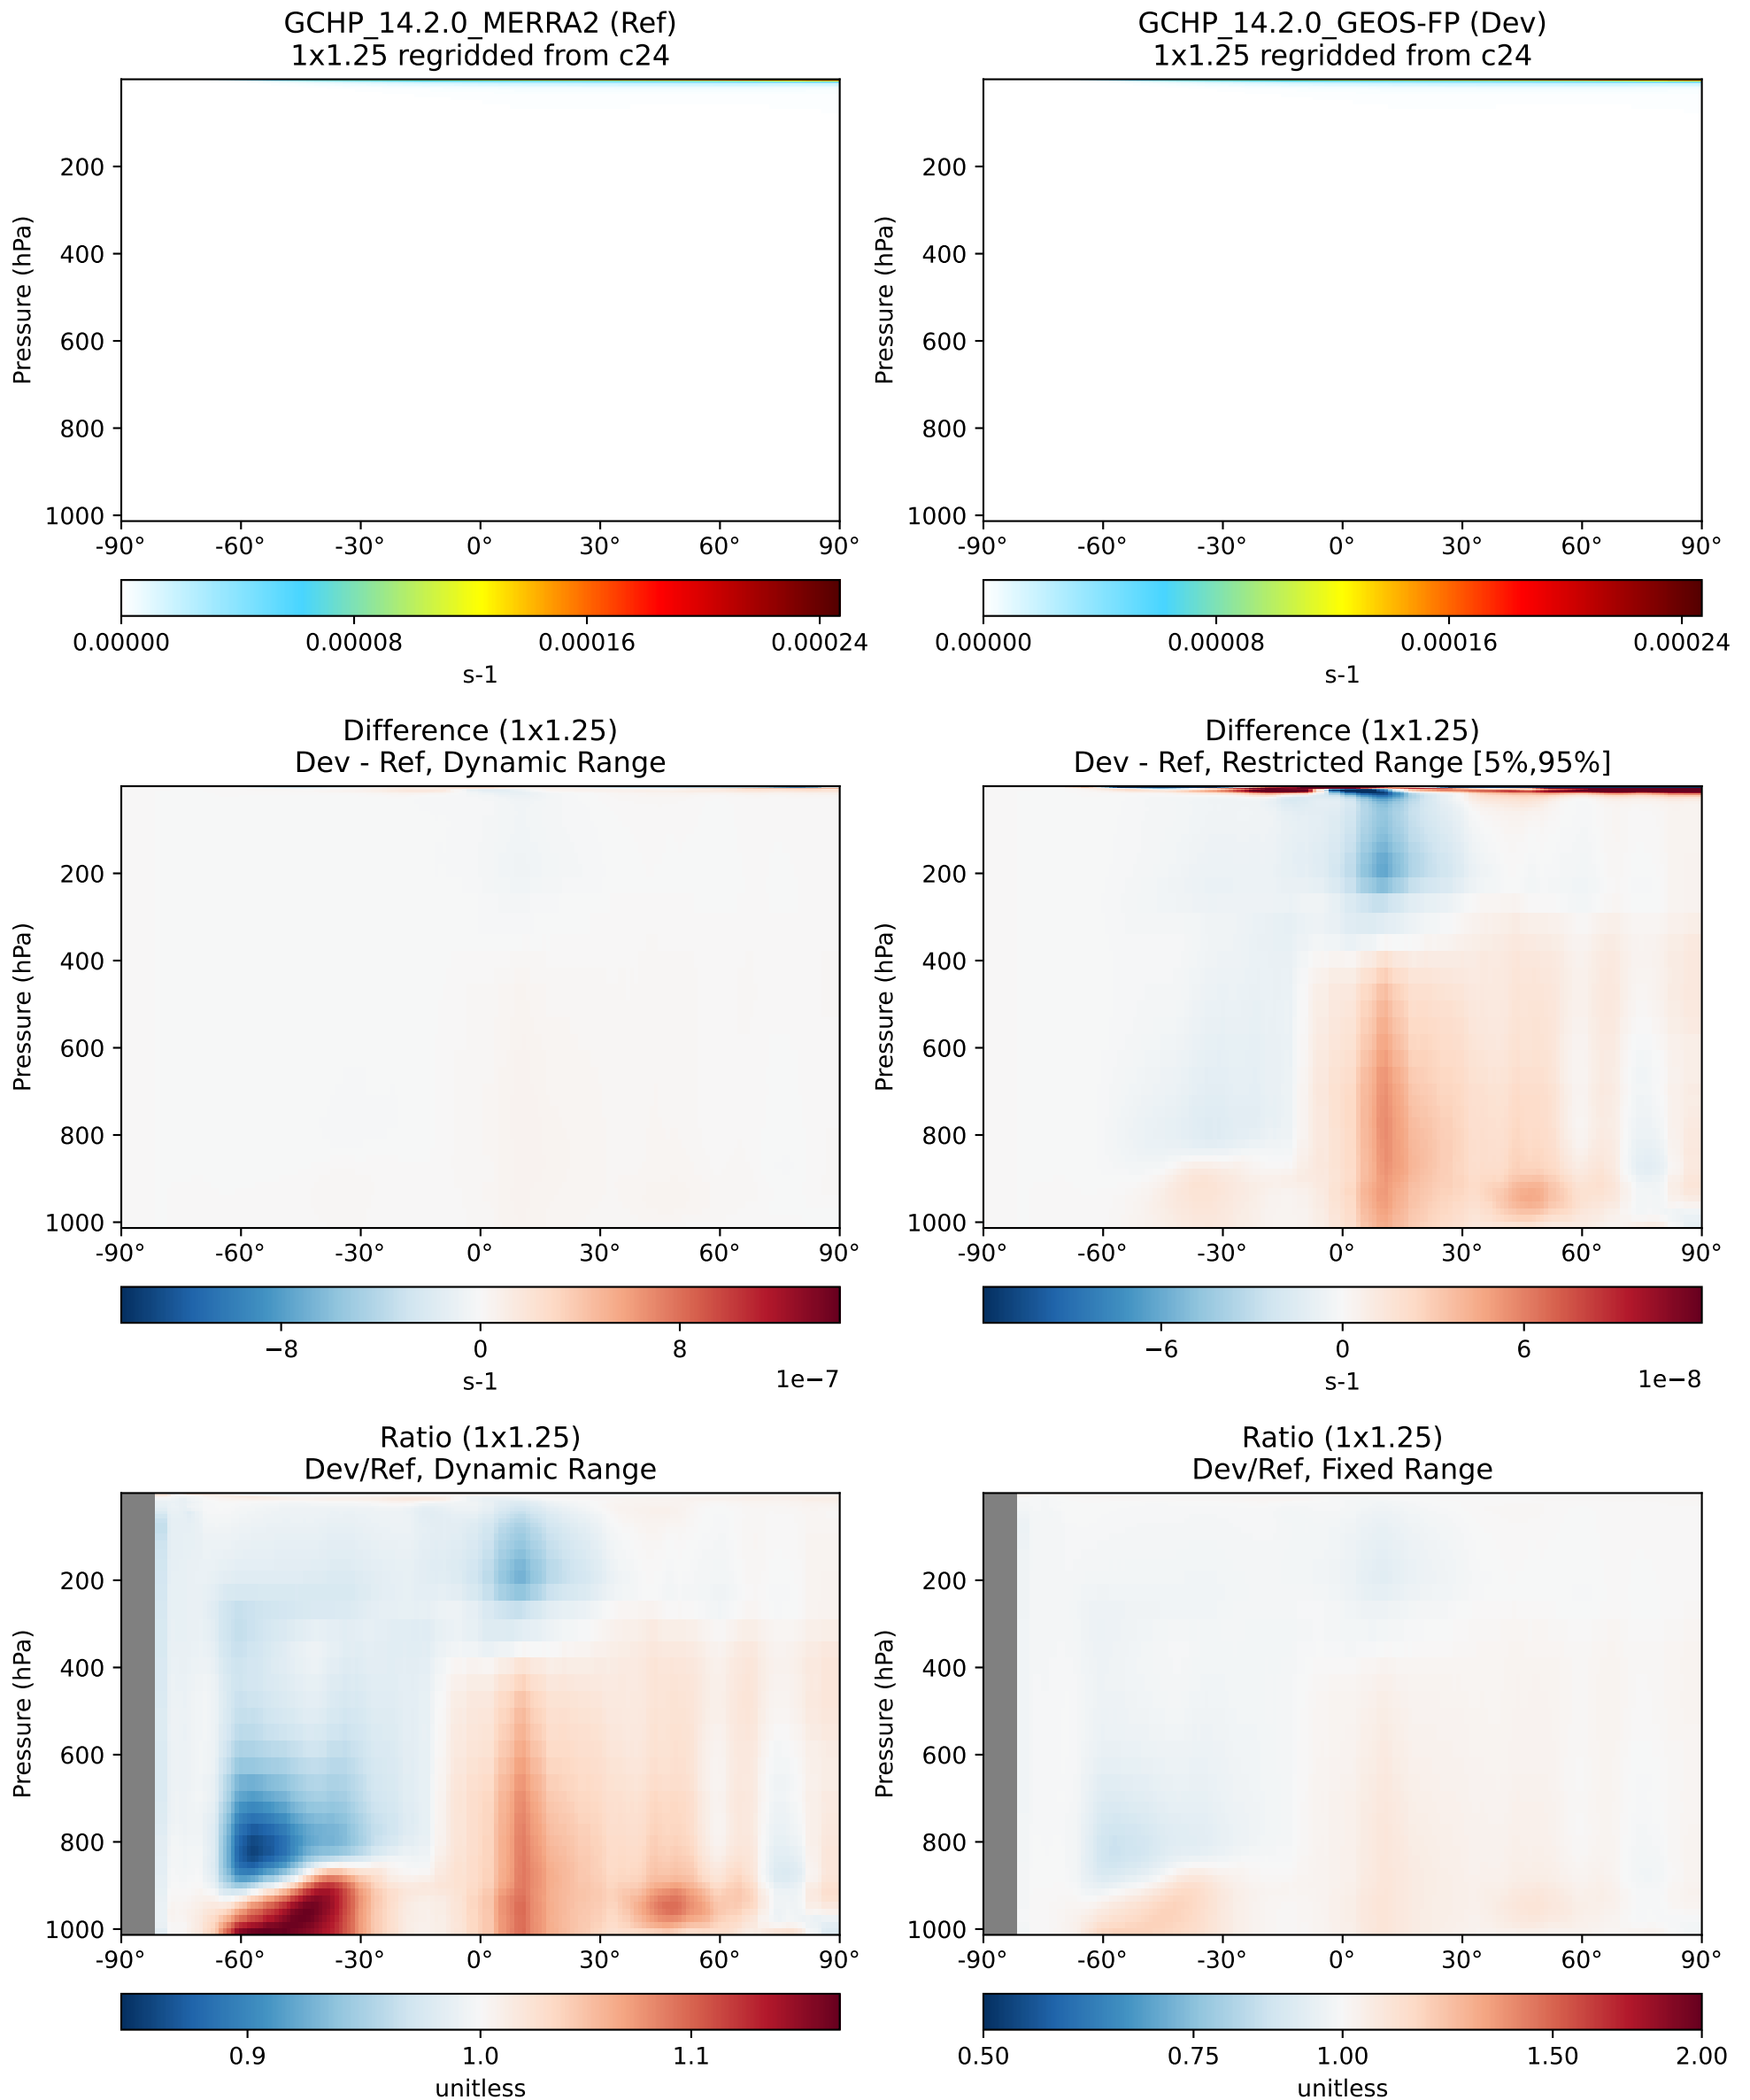 GCHP_14.2.0_MERRA2 (Ref)
1x1.25 regridded from c24
Pressure (hPa)
200
400
600
800
1000
-90° -60° -30° 0° 30° 60° 90°
0.00000 0.00008 0.00016 0.00024
s-1
GCHP_14.2.0_GEOS-FP (Dev)
1x1.25 regridded from c24
Pressure (hPa)
200
400
600
800
1000
-90° -60° -30° 0° 30° 60° 90°
0.00000 0.00008 0.00016 0.00024
s-1
Difference (1x1.25)
Dev - Ref, Dynamic Range
Pressure (hPa)
200
400
600
800
1000
-90° -60° -30° 0° 30° 60° 90°
−8 0 8
s-1 1e−7
Difference (1x1.25)
Dev - Ref, Restricted Range [5%,95%]
Pressure (hPa)
200
400
600
800
1000
-90° -60° -30° 0° 30° 60° 90°
−6 0 6
s-1 1e−8
Ratio (1x1.25)
Dev/Ref, Dynamic Range
Pressure (hPa)
200
400
600
800
1000
-90° -60° -30° 0° 30° 60° 90°
0.9 1.0 1.1
unitless
Ratio (1x1.25)
Dev/Ref, Fixed Range
Pressure (hPa)
200
400
600
800
1000
-90° -60° -30° 0° 30° 60° 90°
0.50 0.75 1.00 1.50 2.00
unitless